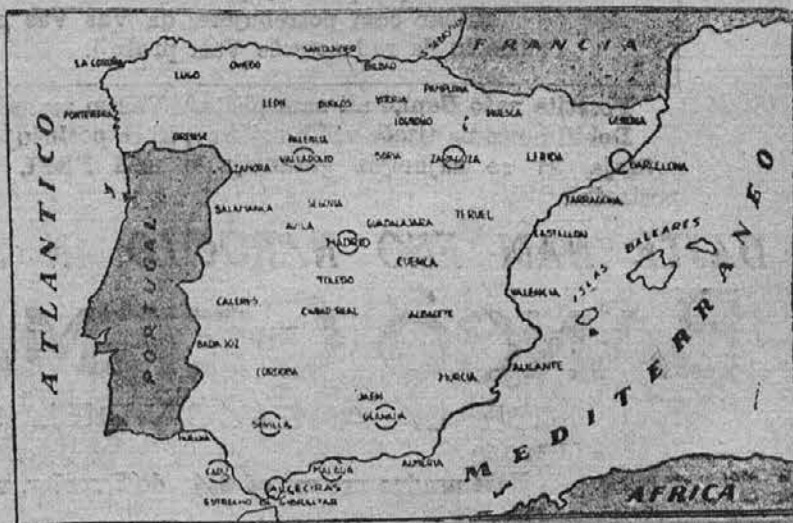 FRANCIA
S. SEBASTIAN
SANTANDER
LA CORUÑA
OVIEDO
BILBAO
LUGO
PAMPLONA
LEON
BURGOS
VITORIA
LOGROÑO
HUESCA
GERONA
PONTEVEDRA
ORENSE
PALENCIA
ZAMORA
VALLADOLID
SORIA
ZARAGOZA
LERIDA
BARCELONA
TARRAGONA
SALAMANCA
SEGOVIA
AVILA
GUADALAJARA
TERUEL
CASTELLON
MADRID
CUENCA
TOLEDO
VALENCIA
ISLAS BALEARES
CACERES
CIUDAD REAL
ALBACETE
BADAJOZ
ALICANTE
CORDOBA
MURCIA
JAEN
SEVILLA
GRANADA
HUELVA
CADIZ
MALAGA
ALMERIA
ALGECIRAS
ESTRECHO DE GIBRALTAR
ATLANTICO
PORTUGAL
MEDITERRANEO
AFRICA